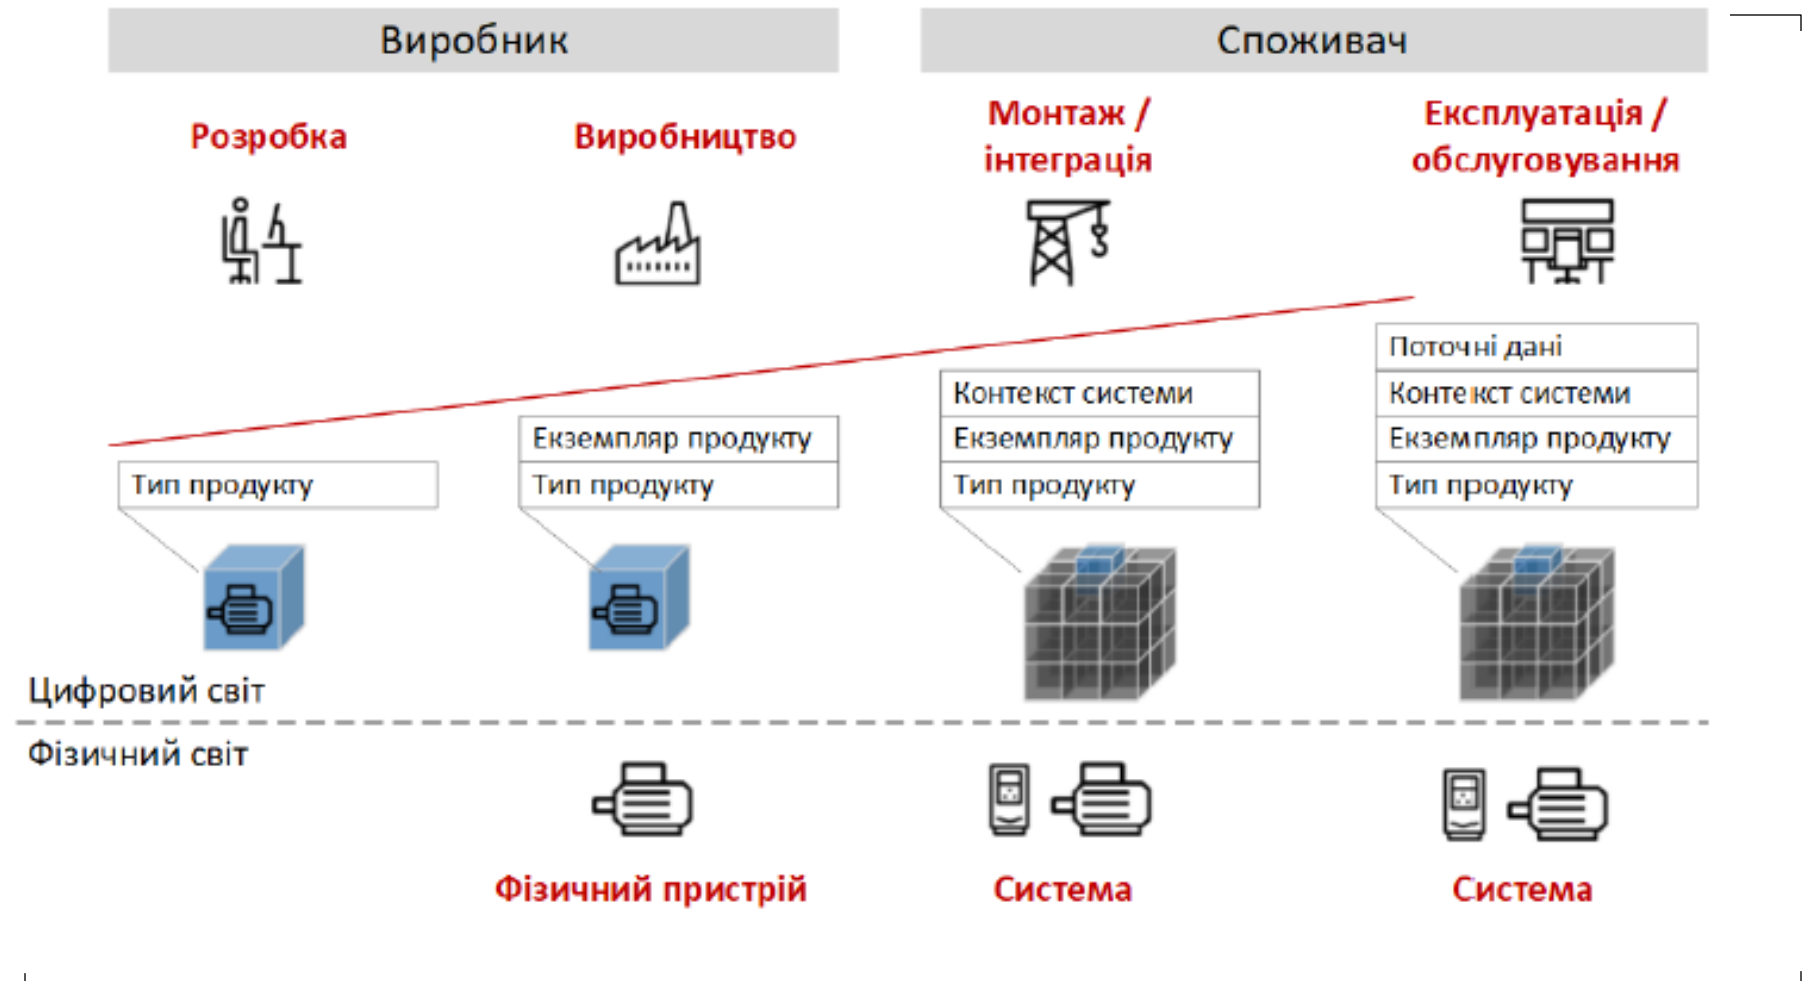 Виробник
Споживач
Розробка
Виробництво
Монтаж /
інтеграція
Експлуатація /
обслуговування
Тип продукту
Екземпляр продукту
Тип продукту
Контекст системи
Екземпляр продукту
Тип продукту
Поточні дані
Контекст системи
Екземпляр продукту
Тип продукту
Цифровий світ
Фізичний світ
Фізичний пристрій
Система
Система